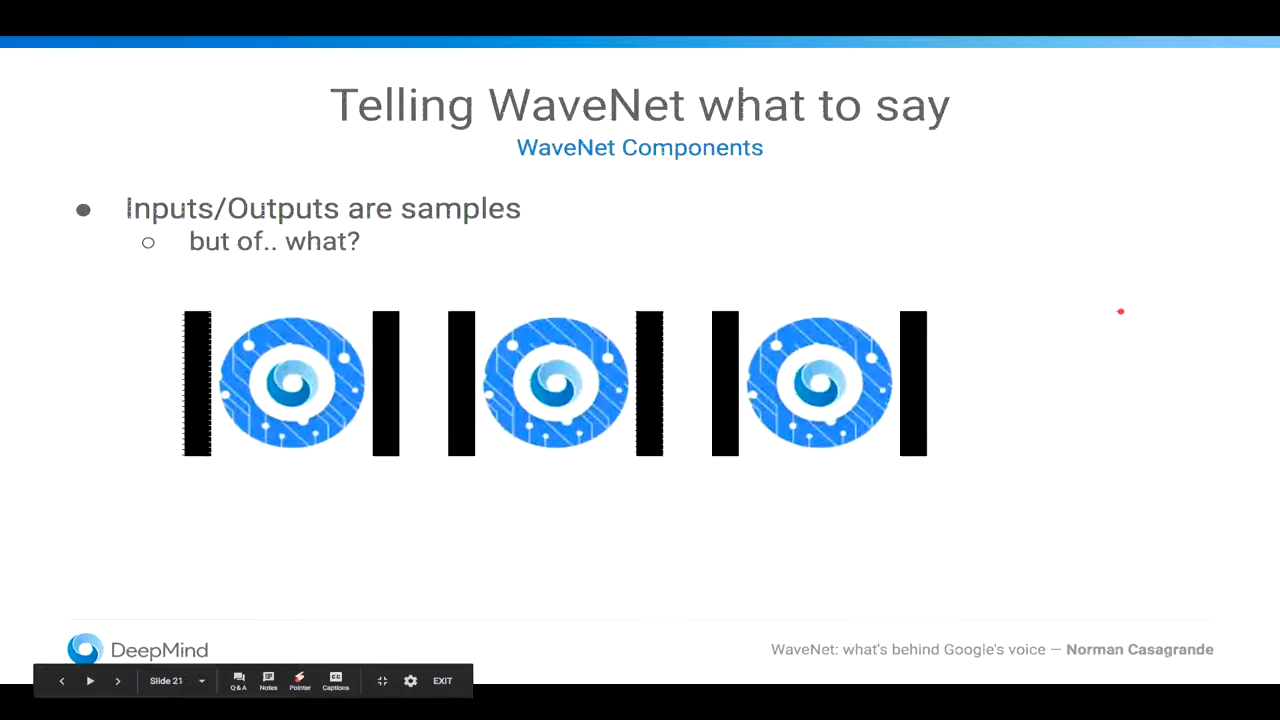 Telling WaveNet what to say
WaveNet Components
Inputs/Outputs are samples
but of.. what?
DeepMind
WaveNet: what's behind Google's voice — Norman Casagrande
Slide 21
Q & A
Notes
Pointer
CC
Captions
EXIT